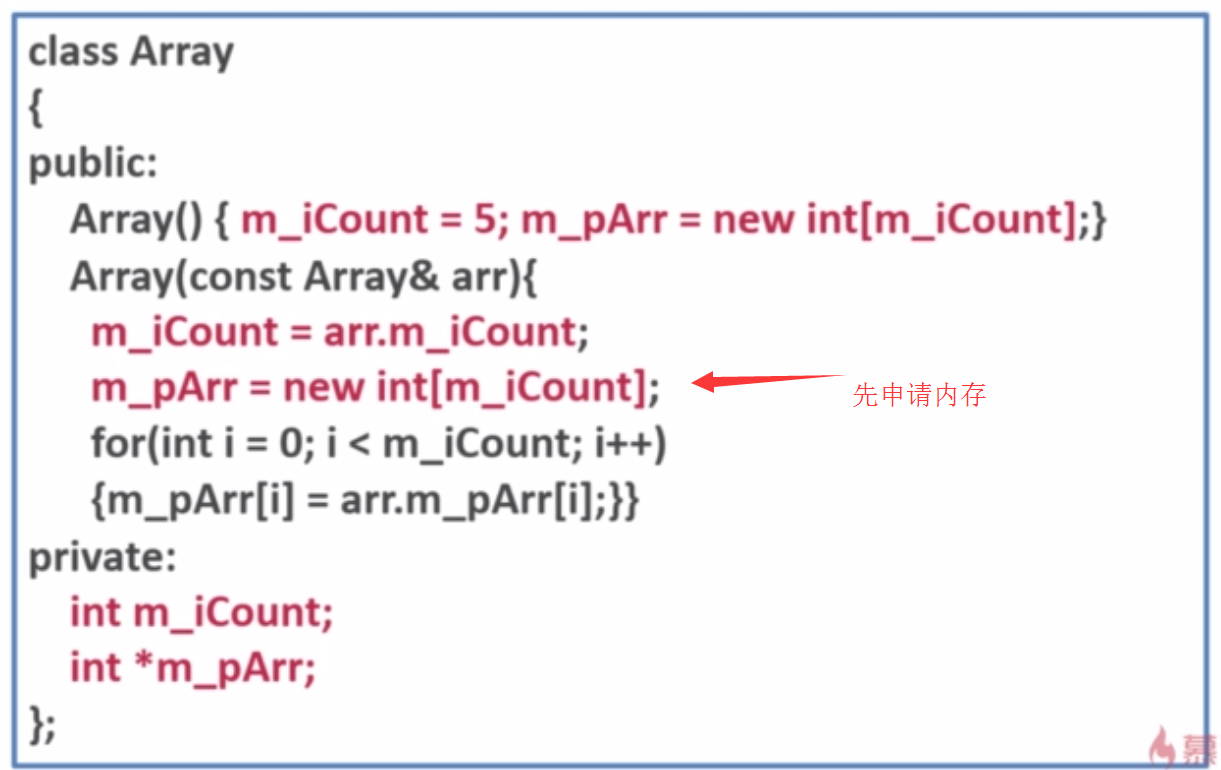 class Array
{
public:
Array() { m_iCount = 5; m_pArr = new int[m_iCount];}
Array(const Array& arr){
m_iCount = arr.m_iCount;
m_pArr = new int[m_iCount];
先申请内存
for(int i = 0; i < m_iCount; i++)
{m_pArr[i] = arr.m_pArr[i];}}
private:
int m_iCount;
int *m_pArr;
};
慕